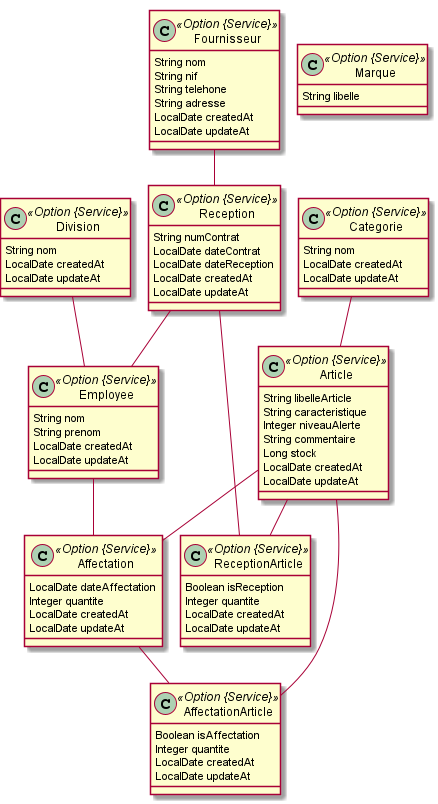 C «Option {Service}»
Fournisseur
String nom
String nif
String telehone
String adresse
LocalDate createdAt
LocalDate updateAt
C «Option {Service}»
Marque
String libelle
C «Option {Service}»
Division
String nom
LocalDate createdAt
LocalDate updateAt
C «Option {Service}»
Reception
String numContrat
LocalDate dateContrat
LocalDate dateReception
LocalDate createdAt
LocalDate updateAt
C «Option {Service}»
Categorie
String nom
LocalDate createdAt
LocalDate updateAt
C «Option {Service}»
Employee
String nom
String prenom
LocalDate createdAt
LocalDate updateAt
C «Option {Service}»
Article
String libelleArticle
String caracteristique
Integer niveauAlerte
String commentaire
Long stock
LocalDate createdAt
LocalDate updateAt
C «Option {Service}»
Affectation
LocalDate dateAffectation
Integer quantite
LocalDate createdAt
LocalDate updateAt
C «Option {Service}»
ReceptionArticle
Boolean isReception
Integer quantite
LocalDate createdAt
LocalDate updateAt
C «Option {Service}»
AffectationArticle
Boolean isAffectation
Integer quantite
LocalDate createdAt
LocalDate updateAt